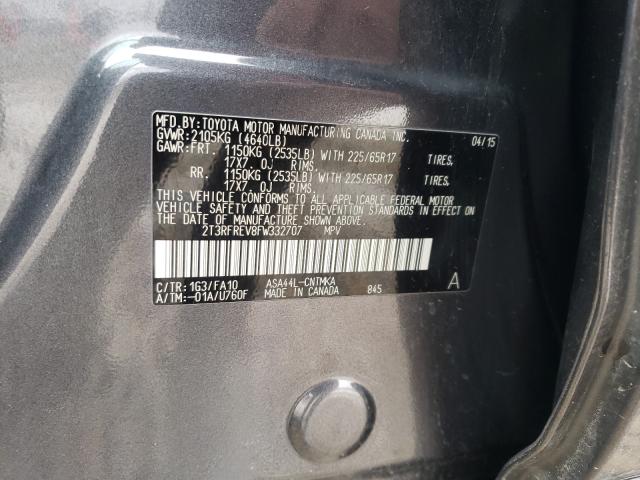 MFD.BY:TOYOTA MOTOR MANUFACTURING CANADA INC. 04/15
GVWR:2105KG (4640LB)
GAWR:FRT. 1150KG (2535LB) WITH 225/65R17 TIRES,
17X7.0J RIMS.
RR. 1150KG (2535LB) WITH 225/65R17 TIRES,
17X7.0J RIMS.
THIS VEHICLE CONFORMS TO ALL APPLICABLE FEDERAL MOTOR
VEHICLE SAFETY AND THEFT PREVENTION STANDARDS IN EFFECT ON
THE DATE OF MANUFACTURE SHOWN ABOVE.
2T3RFREV8FW332707 MPV
C/TR:1G3/FA10 ASA44L-CNTMKA A
A/TM:-01A/U760F MADE IN CANADA 845